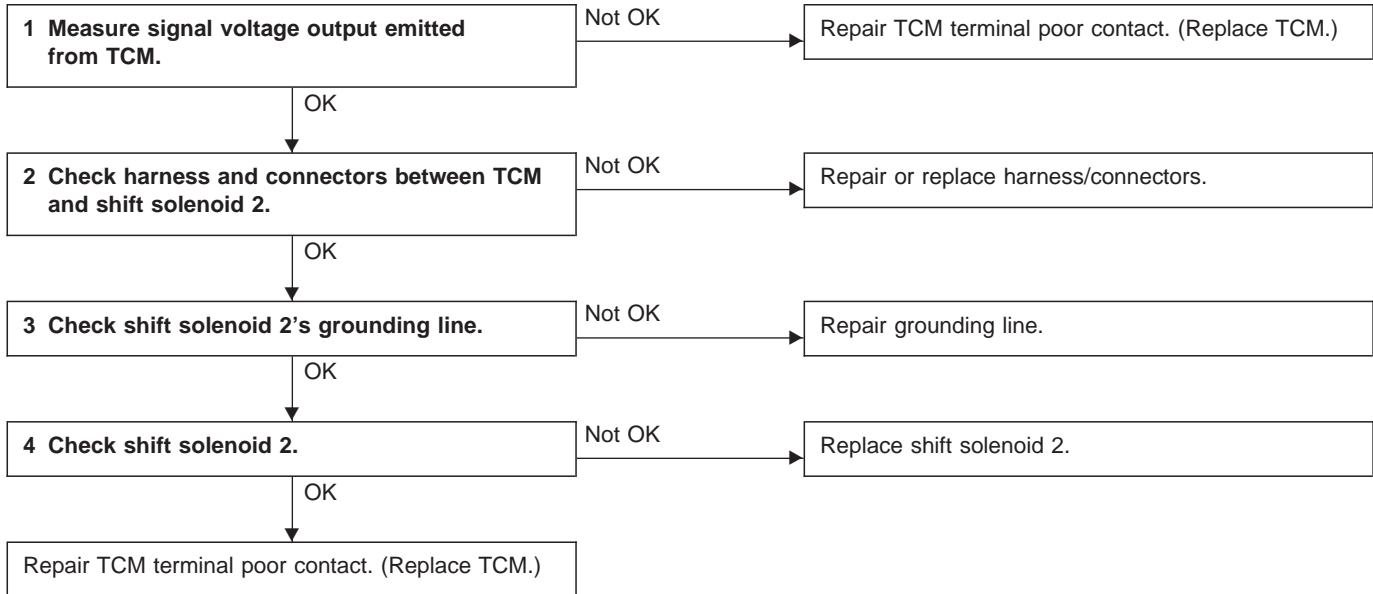 1 Measure signal voltage output emitted
from TCM.
Not OK
Repair TCM terminal poor contact. (Replace TCM.)
OK
2 Check harness and connectors between TCM
and shift solenoid 2.
Not OK
Repair or replace harness/connectors.
OK
3 Check shift solenoid 2's grounding line.
Not OK
Repair grounding line.
OK
4 Check shift solenoid 2.
Not OK
Replace shift solenoid 2.
OK
Repair TCM terminal poor contact. (Replace TCM.)